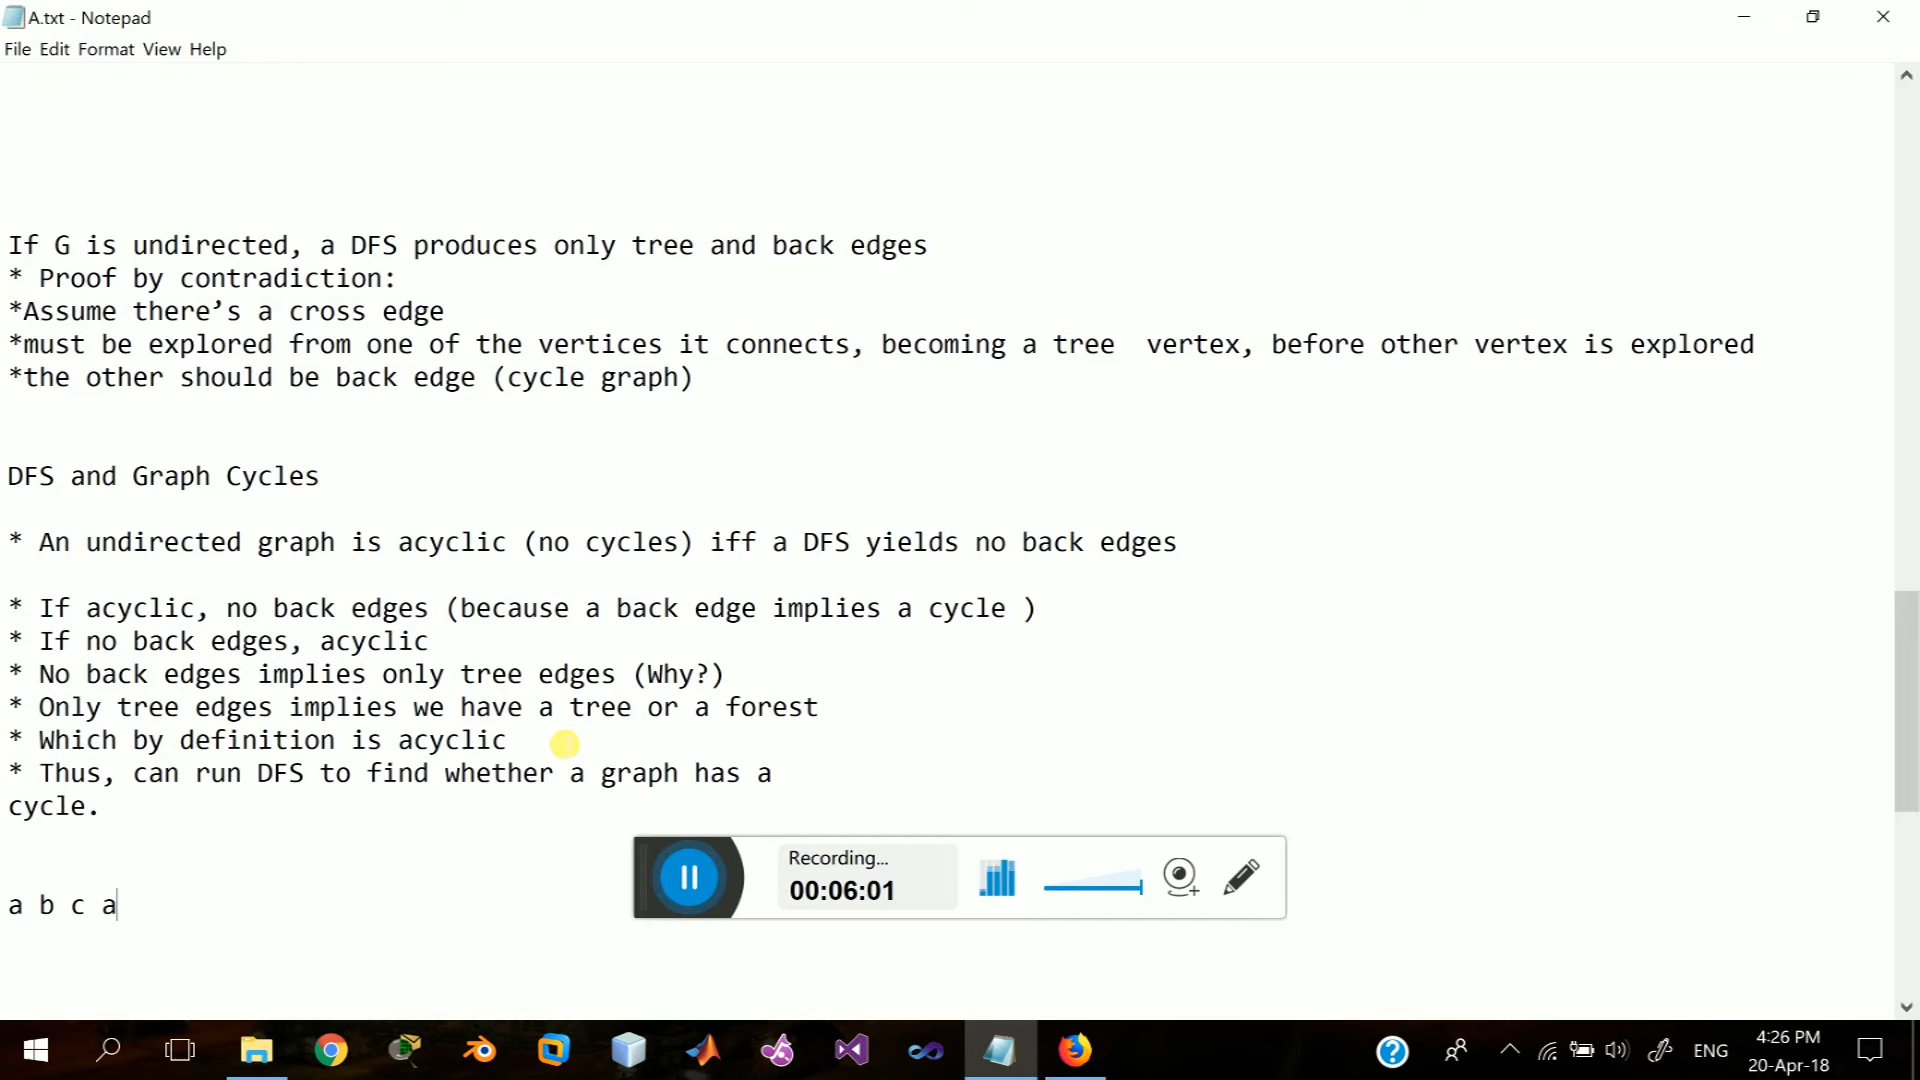 A.txt - Notepad
File Edit Format View Help
If G is undirected, a DFS produces only tree and back edges
* Proof by contradiction:
*Assume there’s a cross edge
*must be explored from one of the vertices it connects, becoming a tree  vertex, before other vertex is explored
*the other should be back edge (cycle graph)
DFS and Graph Cycles
* An undirected graph is acyclic (no cycles) iff a DFS yields no back edges
* If acyclic, no back edges (because a back edge implies a cycle )
* If no back edges, acyclic
* No back edges implies only tree edges (Why?)
* Only tree edges implies we have a tree or a forest
* Which by definition is acyclic
* Thus, can run DFS to find whether a graph has a
cycle.
Recording...
00:06:01
a b c a
ENG
4:26 PM
20-Apr-18